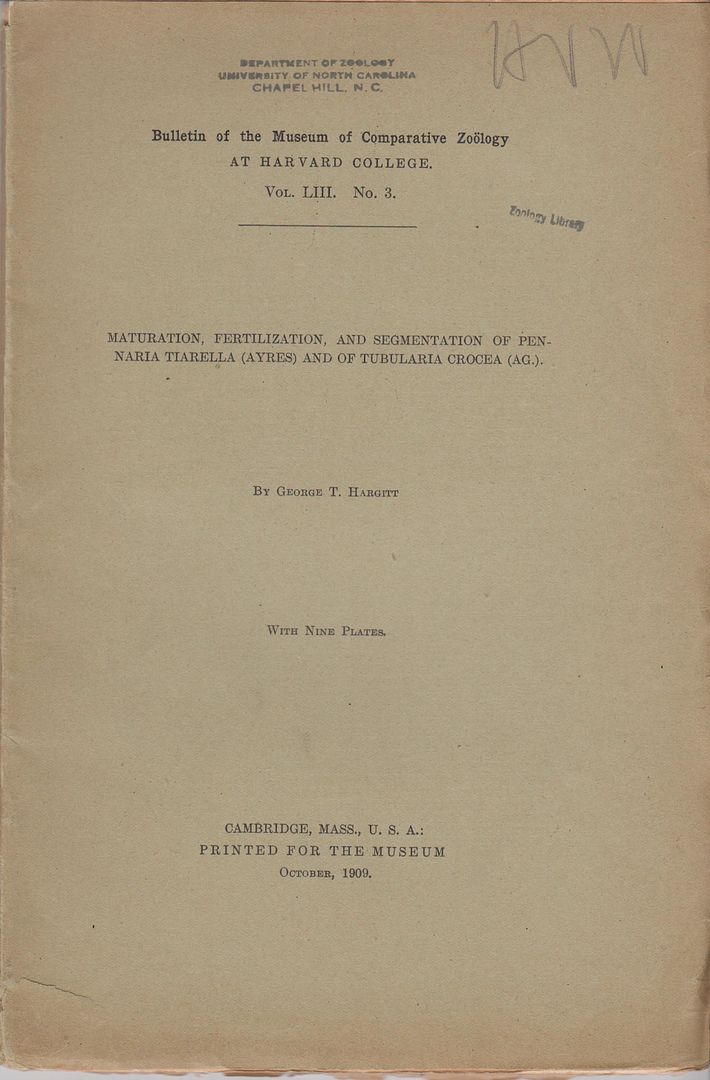 DEPARTMENT OF ZOOLOGY
UNIVERSITY OF NORTH CAROLINA
CHAPEL HILL, N. C.
HVW
Bulletin of the Museum of Comparative Zoölogy
AT HARVARD COLLEGE.
VOL. LIII. No. 3.
Zoology Library
MATURATION, FERTILIZATION, AND SEGMENTATION OF PEN-
NARIA TIARELLA (AYRES) AND OF TUBULARIA CROCEA (AG.).
BY GEORGE T. HARGITT
WITH NINE PLATES.
CAMBRIDGE, MASS., U. S. A.:
PRINTED FOR THE MUSEUM
OCTOBER, 1909.